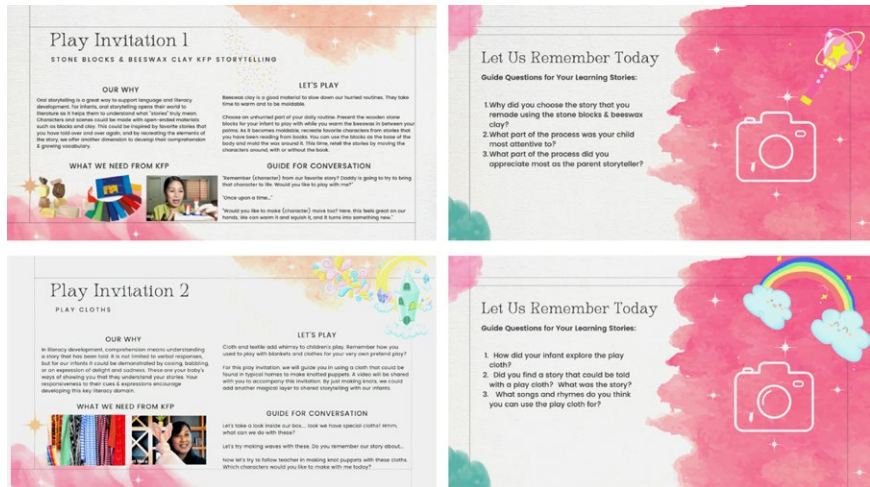 Play Invitation 1
STONE BLOCKS & BEESWAX CLAY KFP STORYTELLING
OUR WHY
Oral storytelling is a great way to support language and literacy
development. For infants, oral storytelling opens their world to
literature as it helps them to understand what "stories" truly mean.
Characters and scenes could be made with open-ended materials
such as blocks and clay. This could be inspired by favorite stories that
you have told over and over again, and by recreating the elements of
the story, we offer another dimension to develop their comprehension
& growing vocabulary.
WHAT WE NEED FROM KFP
LET'S PLAY
Beeswax clay is a good material to slow down our hurried routines. They take
time to warm and to be moldable.
Choose an unhurried part of your daily routine. Present the wooden stone
blocks for your infant to play with while you warm the beeswax in between your
palms. As it becomes moldable, recreate favorite characters from stories that
you have been reading from books. You can use the blocks as the base of the
body and mold the wax around it. This time, retell the stories by moving the
characters around; with or without the book.
GUIDE FOR CONVERSATION
"Remember (character) from our favorite story? Daddy is going to try to bring
that character to life. Would you like to play with me?"
"Once upon a time..."
"Would you like to make (character) move too? Here, this feels great on our
hands. We can warm it and squish it, and it turns into something new."
Let Us Remember Today
Guide Questions for Your Learning Stories:
1.Why did you choose the story that you
remade using the stone blocks & beeswax
clay?
2.What part of the process was your child
most attentive to?
3.What part of the process did you
appreciate most as the parent storyteller?
Play Invitation 2
PLAY CLOTHS
OUR WHY
In literacy development, comprehension means understanding
a story that has been told. It is not limited to verbal responses,
but for our infants it could be demonstrated by cooing, babbling,
or an expression of delight and sadness. These are your baby's
ways of showing you that they understand your stories. Your
responsiveness to their cues & expressions encourage
developing this key literacy domain.
WHAT WE NEED FROM KFP
LET'S PLAY
Cloth and textile add whimsy to children's play. Remember how you
used to play with blankets and clothes for your very own pretend play?
For this play invitation, we will guide you in using a cloth that could be
found in typical homes to make knotted puppets. A video will be shared
with you to accompany this invitation. By just making knots, we could
add another magical layer to shared storytelling with our infants.
GUIDE FOR CONVERSATION
Let's take a look inside our box... look we have special cloths! Hmm,
what can we do with these?
Let's try making waves with these. Do you remember our story about...
Now let's try to follow teacher in making knot puppets with these cloths.
Which characters would you like to make with me today?
Let Us Remember Today
Guide Questions for Your Learning Stories:
1. How did your infant explore the play
cloth?
2. Did you find a story that could be told
with a play cloth? What was the story?
3. What songs and rhymes do you think
you can use the play cloth for?